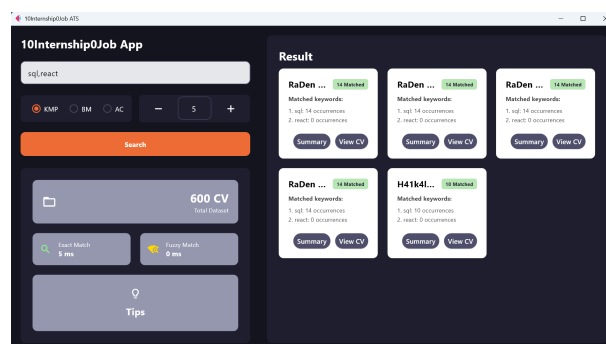 10Internship0Job ATS
10Internship0Job App
sql,react
KMP BM AC
— 5 +
Search
600 CV
Total Dataset
Exact Match
5 ms
Fuzzy Match
0 ms
Tips
Result
RaDen ... 14 Matched
Matched keywords:
1. sql: 14 occurrences
2. react: 0 occurrences
Summary View CV
RaDen ... 14 Matched
Matched keywords:
1. sql: 14 occurrences
2. react: 0 occurrences
Summary View CV
RaDen ... 14 Matched
Matched keywords:
1. sql: 14 occurrences
2. react: 0 occurrences
Summary View CV
RaDen ... 14 Matched
Matched keywords:
1. sql: 14 occurrences
2. react: 0 occurrences
Summary View CV
H41k4l... 10 Matched
Matched keywords:
1. sql: 10 occurrences
2. react: 0 occurrences
Summary View CV